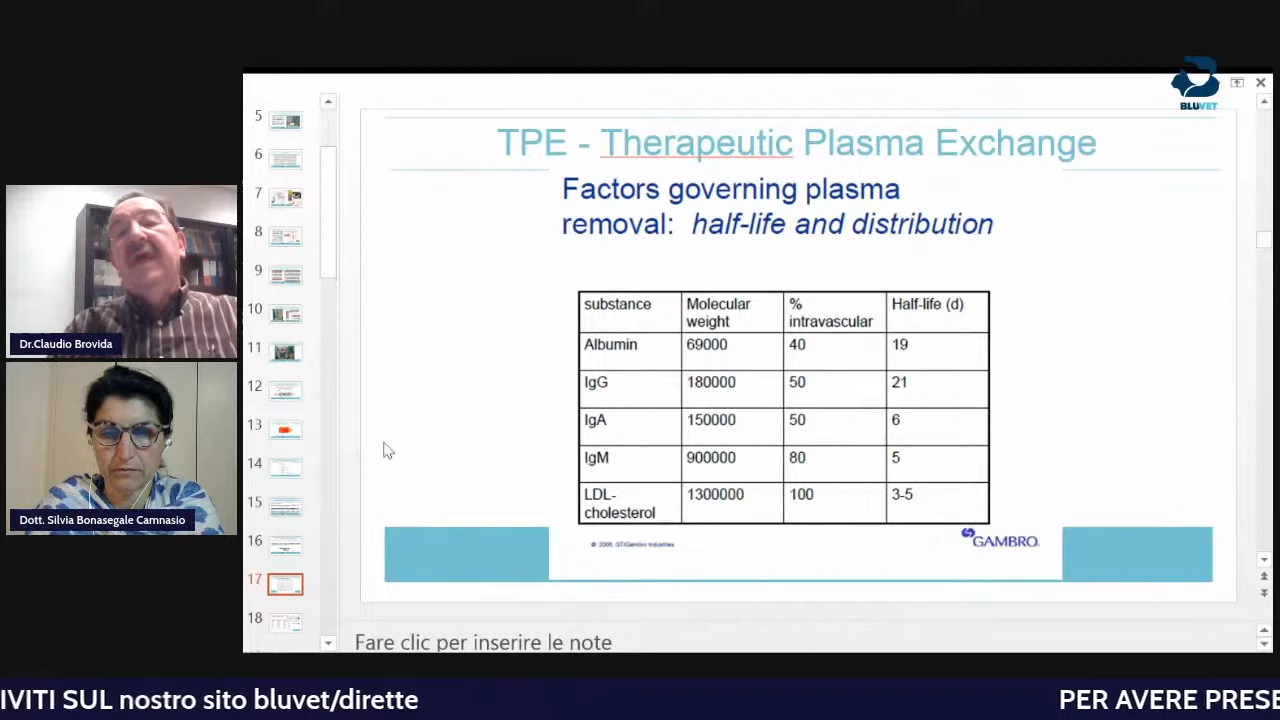 BLUVET
5
6
7
8
9
10
11
12
13
14
15
16
17
18
TPE - Therapeutic Plasma Exchange
Factors governing plasma
removal: half-life and distribution
substance
Molecular weight
% intravascular
Half-life (d)
Albumin 69000 40 19
IgG 180000 50 21
IgA 150000 50 6
IgM 900000 80 5
LDL-cholesterol 1300000 100 3-5
GAMBRO
Dr.Claudio Brovida
Dott. Silvia Bonasegale Camnasio
Fare clic per inserire le note
IVITI SUL nostro sito bluvet/dirette
PER AVERE PRESE